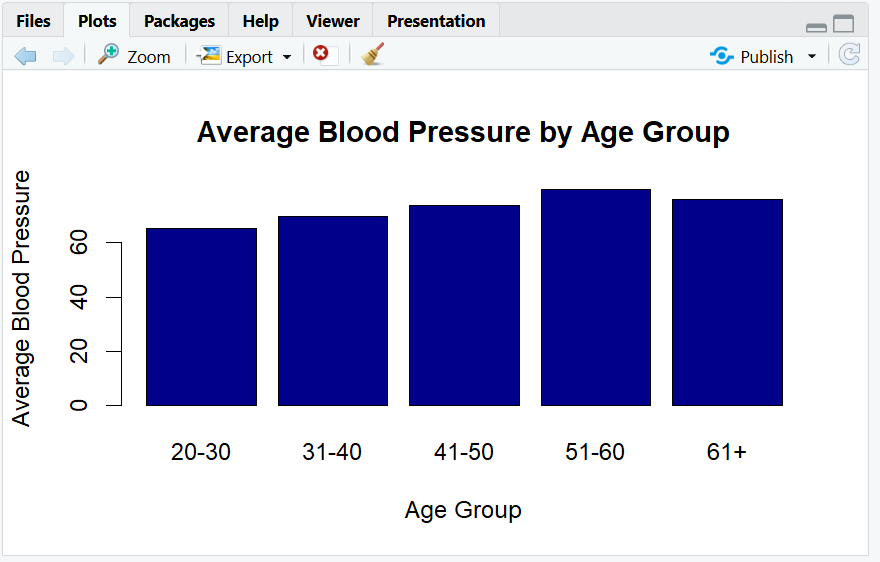 Files Plots Packages Help Viewer Presentation
Zoom Export Publish
Average Blood Pressure by Age Group
Average Blood Pressure
60
40
20
0
20-30 31-40 41-50 51-60 61+
Age Group